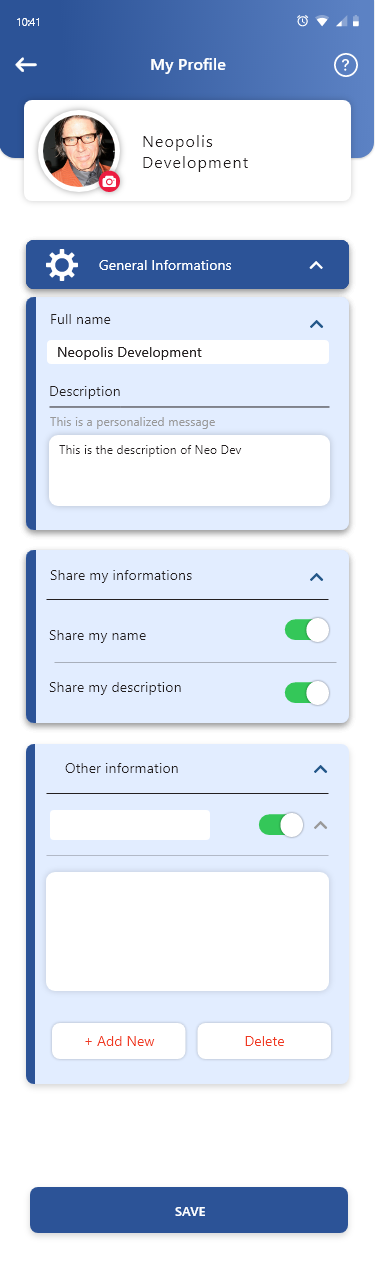 10:41
My Profile
?
Neopolis
Development
General Informations
Full name
Neopolis Development
Description
This is a personalized message
This is the description of Neo Dev
Share my informations
Share my name
Share my description
Other information
+ Add New
Delete
SAVE